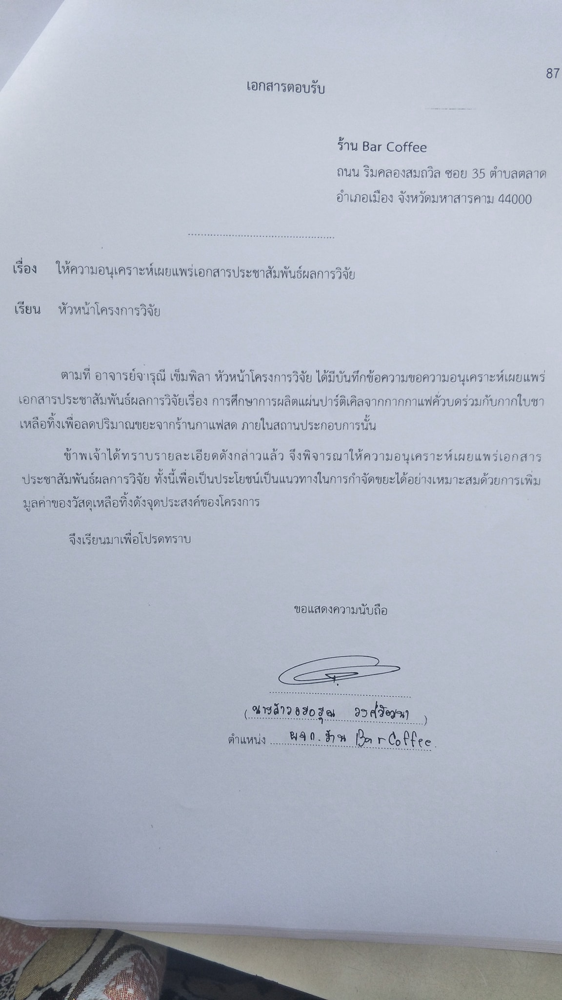 87
เอกสารตอบรับ
ร้าน Bar Coffee
ถนน ริมคลองสมถวิล ซอย 35 ตำบลตลาด
อำเภอเมือง จังหวัดมหาสารคาม 44000
เรื่อง ให้ความอนุเคราะห์เผยแพร่เอกสารประชาสัมพันธ์ผลการวิจัย
เรียน หัวหน้าโครงการวิจัย
ตามที่ อาจารย์จารุณี เข็มพิลา หัวหน้าโครงการวิจัย ได้มีบันทึกข้อความขอความอนุเคราะห์เผยแพร่
เอกสารประชาสัมพันธ์ผลการวิจัยเรื่อง การศึกษาการผลิตแผ่นปาร์ติเคิลจากกากกาแฟคั่วบดร่วมกับกากใบชา
เหลือทิ้งเพื่อลดปริมาณขยะจากร้านกาแฟสด ภายในสถานประกอบการนั้น
ข้าพเจ้าได้ทราบรายละเอียดดังกล่าวแล้ว จึงพิจารณาให้ความอนุเคราะห์เผยแพร่เอกสาร
ประชาสัมพันธ์ผลการวิจัย ทั้งนี้เพื่อเป็นประโยชน์เป็นแนวทางในการกำจัดขยะได้อย่างเหมาะสมด้วยการเพิ่ม
มูลค่าของวัสดุเหลือทิ้งดังจุดประสงค์ของโครงการ
จึงเรียนมาเพื่อโปรดทราบ
ขอแสดงความนับถือ
(นางสาวอรอรุณ วงศ์วัฒนา)
ตำแหน่ง ผจก. ร้าน Bar Coffee